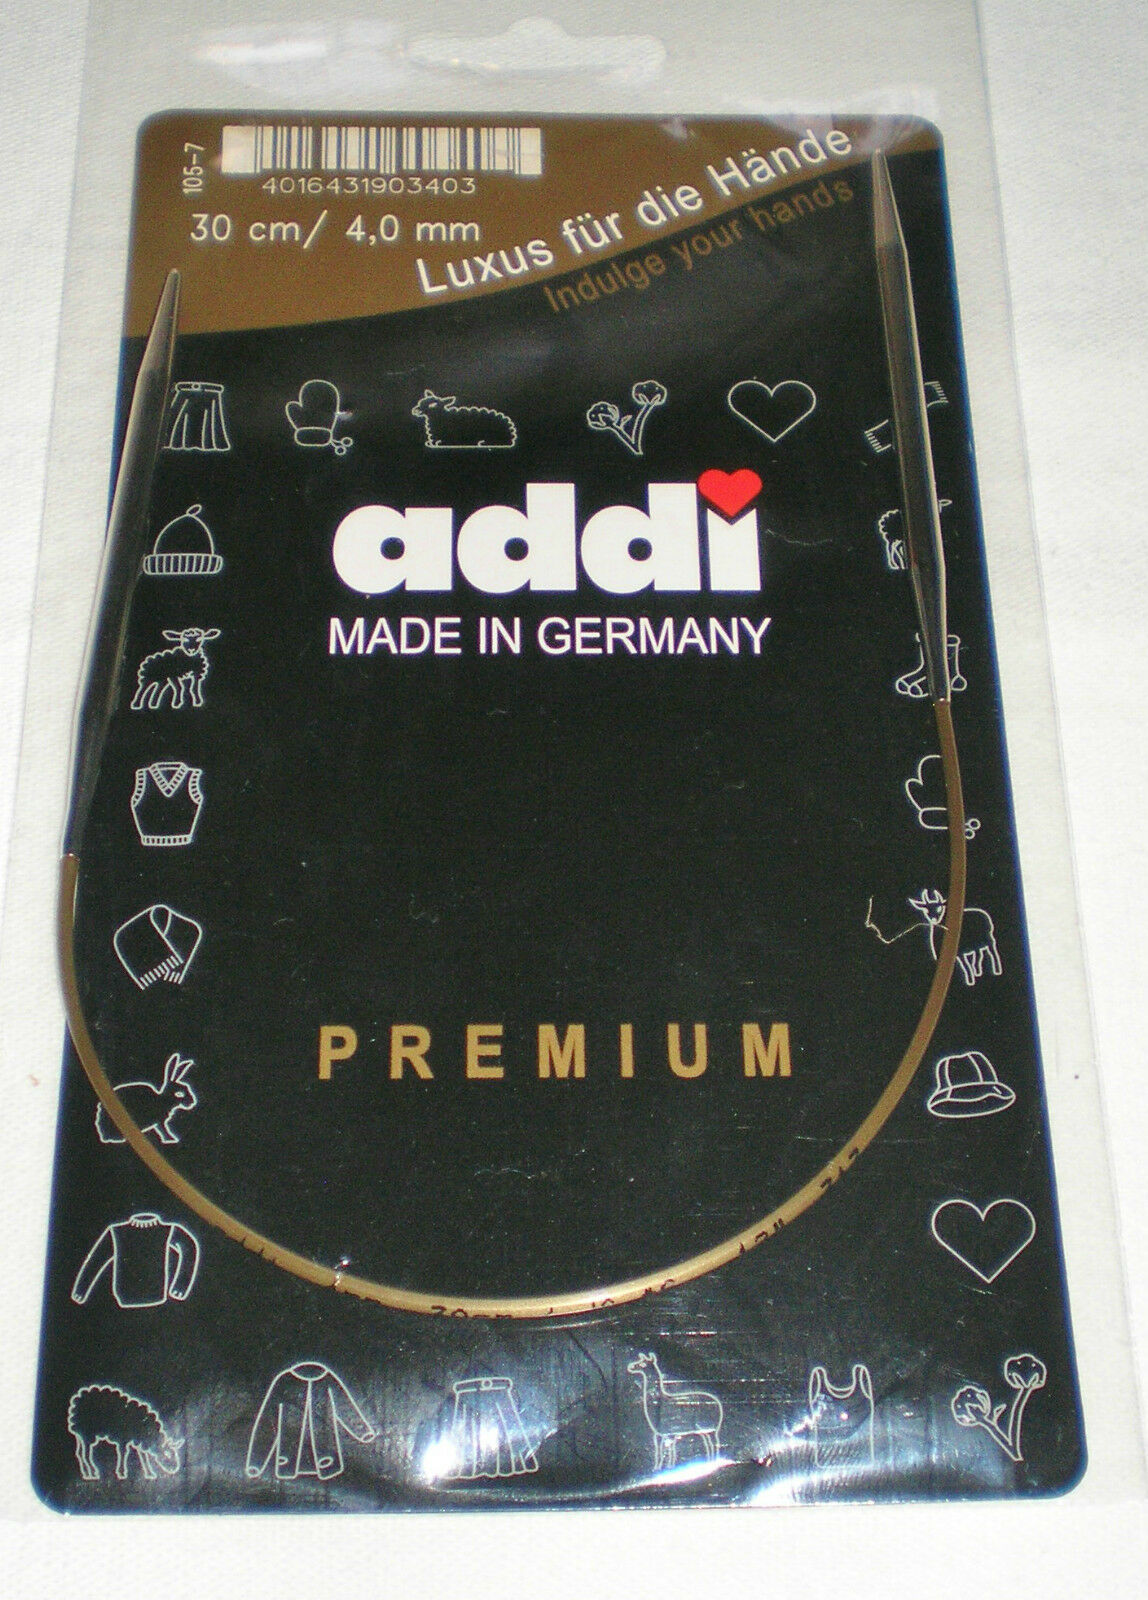 105-7
4016431903403
30 cm/ 4,0 mm
Luxus für die Hände
Indulge your hands
addi
MADE IN GERMANY
PREMIUM